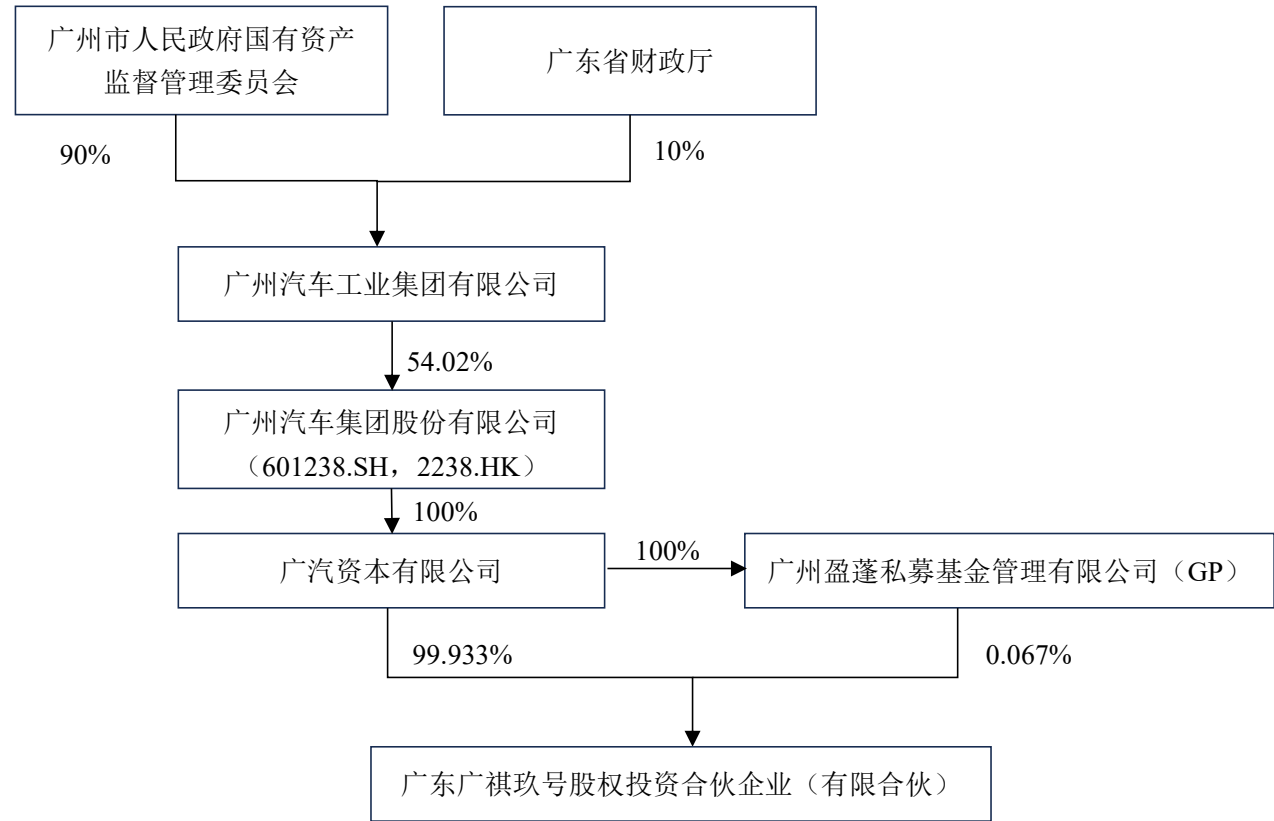 广州市人民政府国有资产
监督管理委员会
广东省财政厅
90%
10%
广州汽车工业集团有限公司
54.02%
广州汽车集团股份有限公司
（601238.SH，2238.HK）
100%
广汽资本有限公司
100%
广州盈蓬私募基金管理有限公司（GP）
99.933%
0.067%
广东广祺玖号股权投资合伙企业（有限合伙）